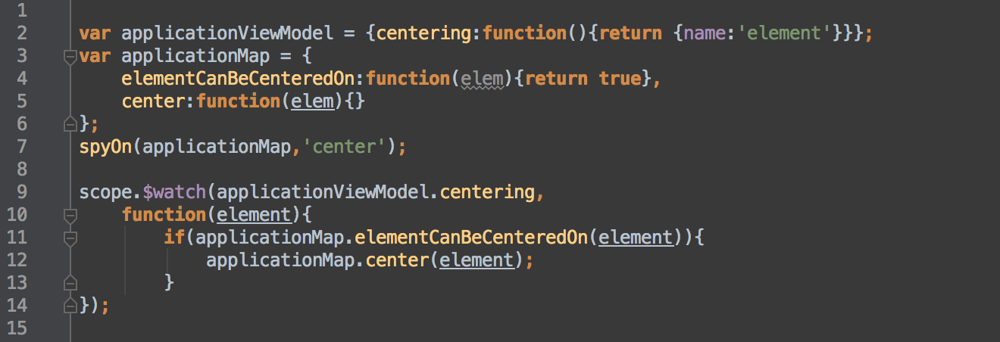 1
2 var applicationViewModel = {centering:function(){return {name:'element'}}};
3 var applicationMap = {
4     elementCanBeCenteredOn:function(elem){return true},
5     center:function(elem){}
6 };
7 spyOn(applicationMap,'center');
8
9 scope.$watch(applicationViewModel.centering,
10     function(element){
11         if(applicationMap.elementCanBeCenteredOn(element)){
12             applicationMap.center(element);
13         }
14 });
15